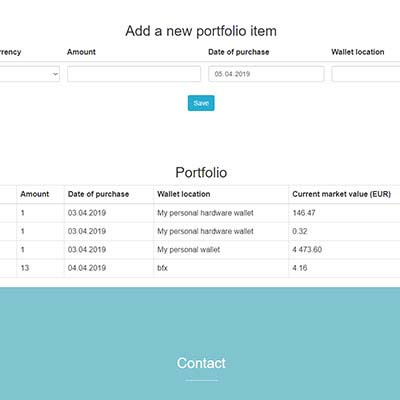 Add a new portfolio item
rrency Amount Date of purchase Wallet location
05.04.2019
Save
Portfolio
Amount Date of purchase Wallet location Current market value (EUR)
1 03.04.2019 My personal hardware wallet 146.47
1 03.04.2019 My personal hardware wallet 0.32
1 03.04.2019 My personal wallet 4 473.60
13 04.04.2019 bfx 4.16
Contact